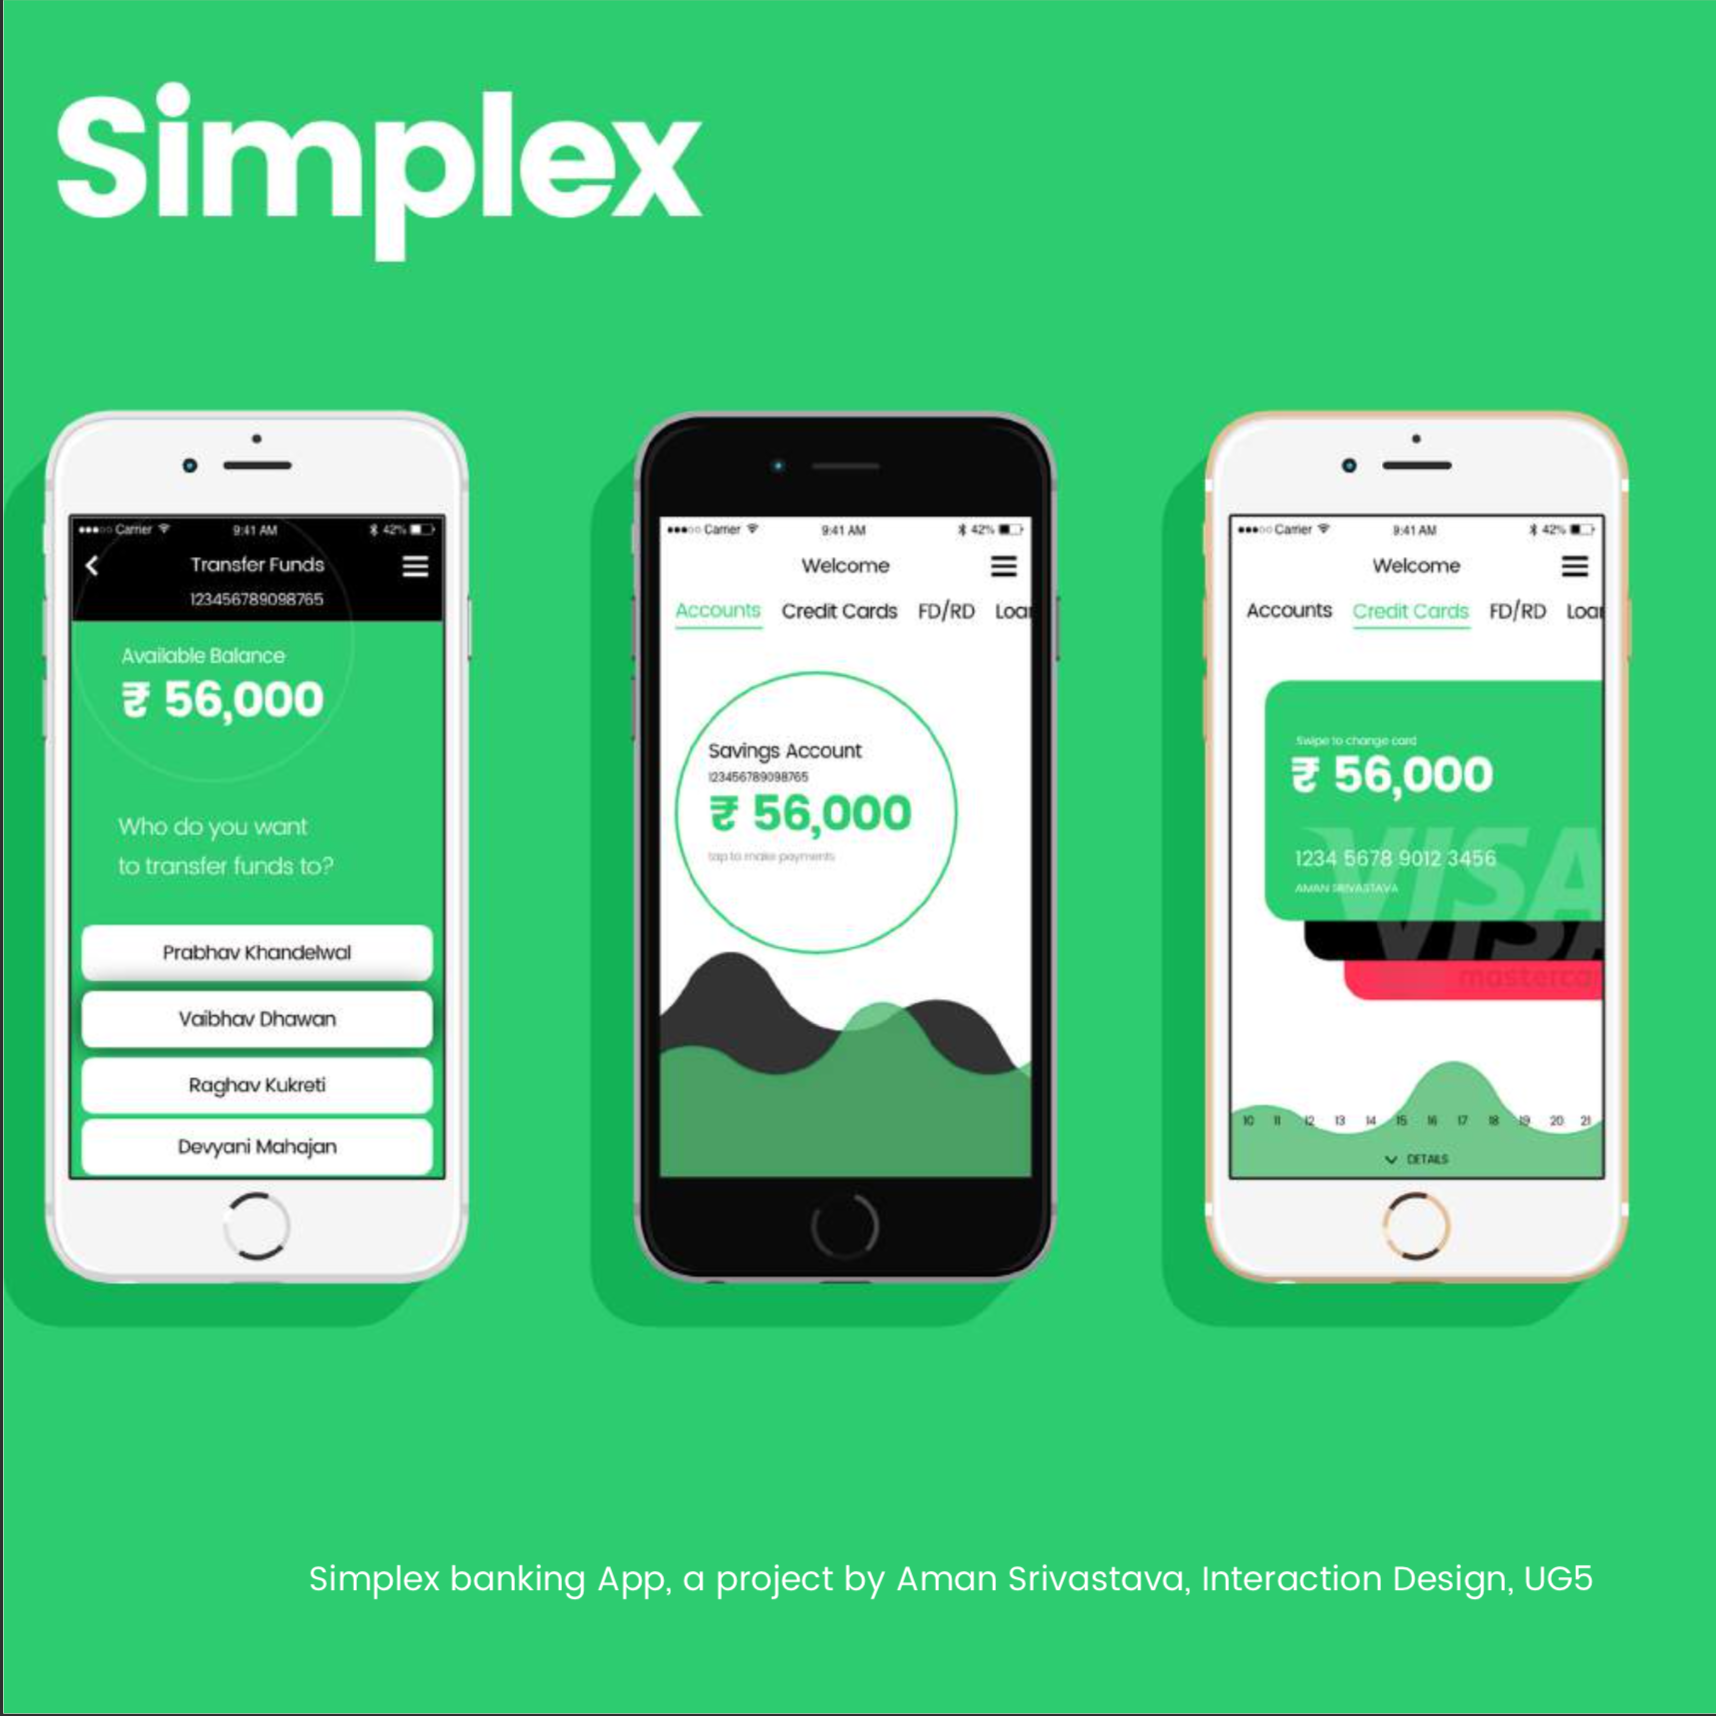 Simplex
Carrier 9:41 AM 42%
Transfer Funds
123456789098765
Available Balance
₹ 56,000
Who do you want
to transfer funds to?
Prabhav Khandelwal
Vaibhav Dhawan
Raghav Kukreti
Devyani Mahajan
Carrier 9:41 AM 42%
Welcome
Accounts Credit Cards FD/RD Loan
Savings Account
123456789098765
₹ 56,000
tap to make payments
Carrier 9:41 AM 42%
Welcome
Accounts Credit Cards FD/RD Loan
Swipe to change card
₹ 56,000
VISA
1234 5678 9012 3456
AMAN SRIVASTAVA
VISA
masterca
10 11 12 13 14 15 16 17 18 19 20 21
DETAILS
Simplex banking App, a project by Aman Srivastava, Interaction Design, UG5